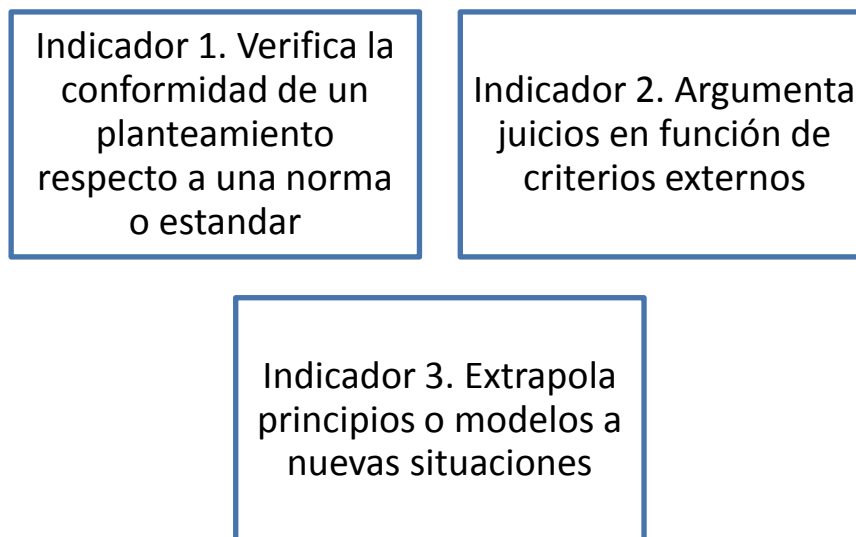 Indicador 1. Verifica la
conformidad de un
planteamiento
respecto a una norma
o estandar
Indicador 2. Argumenta
juicios en función de
criterios externos
Indicador 3. Extrapola
principios o modelos a
nuevas situaciones